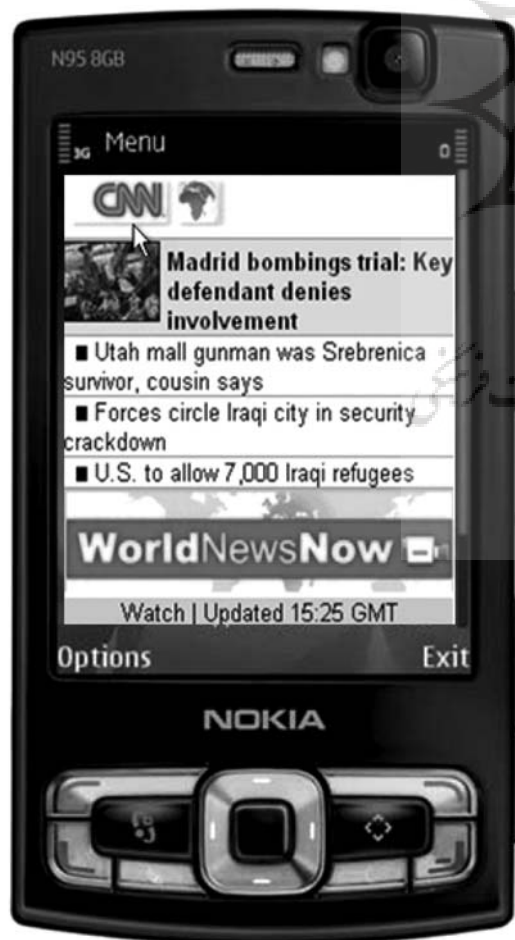 N95 8GB
3G Menu
CNN
Madrid bombings trial: Key
defendant denies
involvement
■ Utah mall gunman was Srebrenica
survivor, cousin says
■ Forces circle Iraqi city in security
crackdown
■ U.S. to allow 7,000 Iraqi refugees
WorldNewsNow
Watch | Updated 15:25 GMT
Options Exit
NOKIA